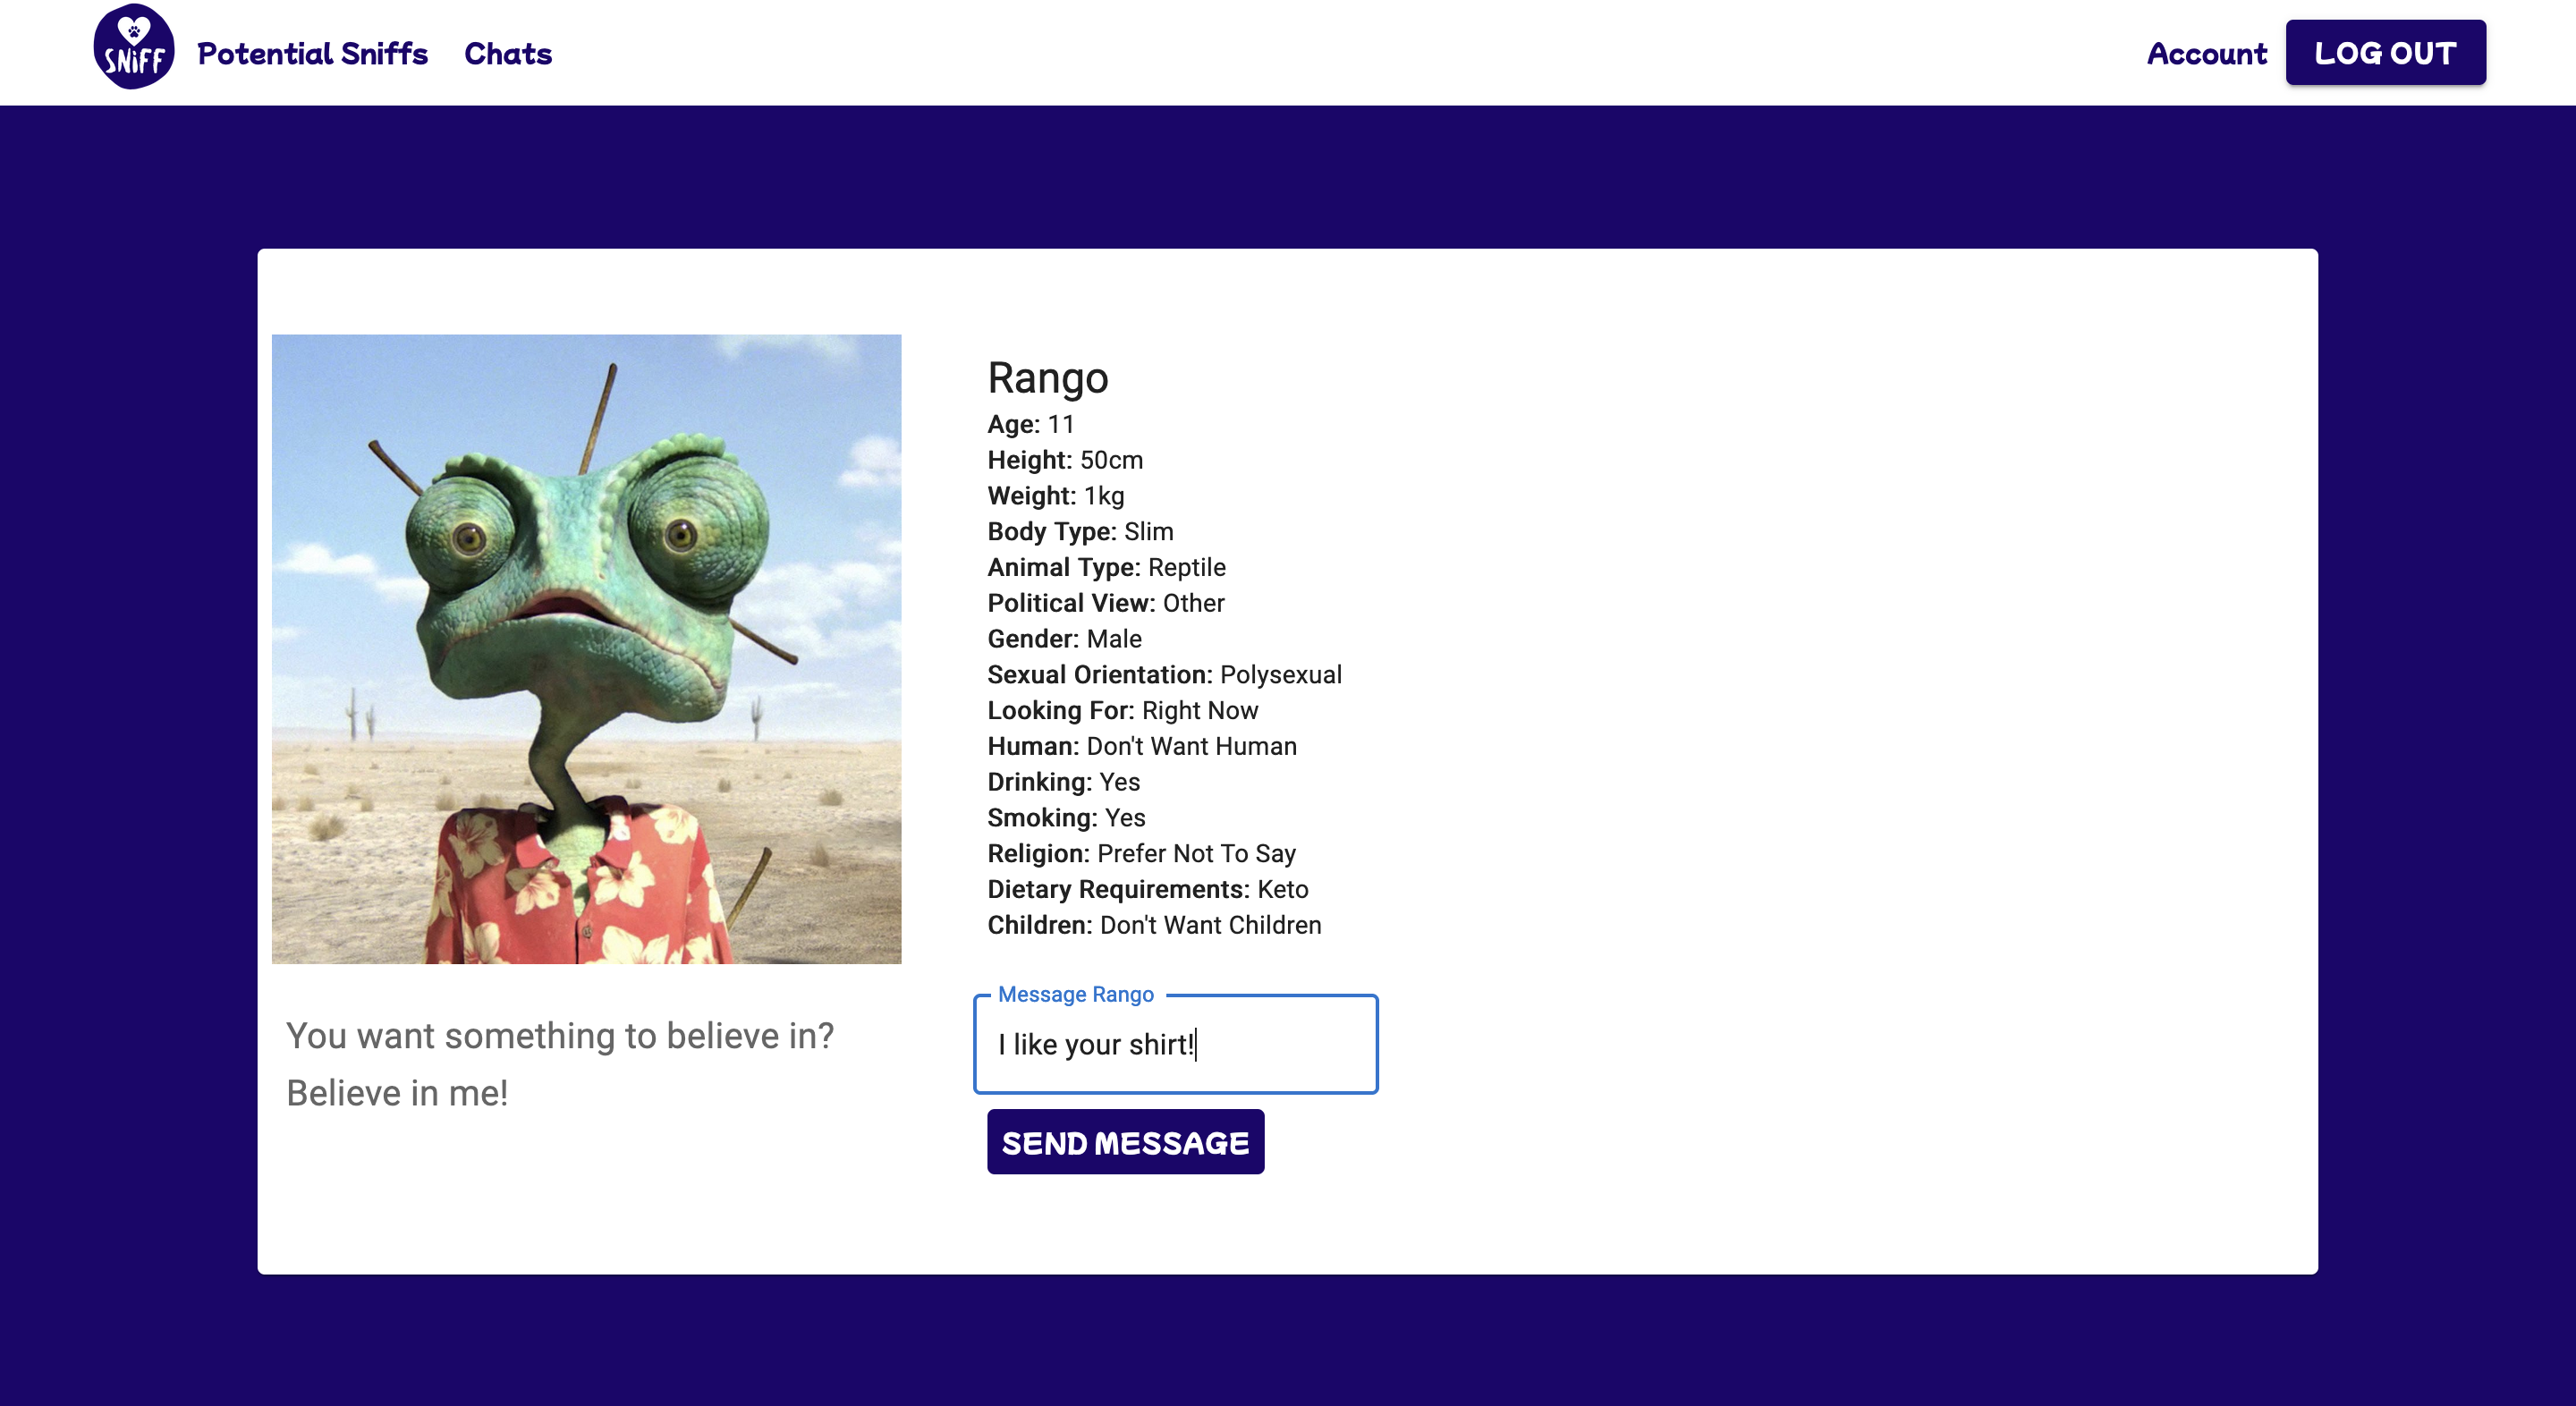 SNiFF
Potential Sniffs
Chats
Account
LOG OUT
Rango
Age: 11
Height: 50cm
Weight: 1kg
Body Type: Slim
Animal Type: Reptile
Political View: Other
Gender: Male
Sexual Orientation: Polysexual
Looking For: Right Now
Human: Don't Want Human
Drinking: Yes
Smoking: Yes
Religion: Prefer Not To Say
Dietary Requirements: Keto
Children: Don't Want Children
You want something to believe in?
Believe in me!
Message Rango
I like your shirt!
SEND MESSAGE